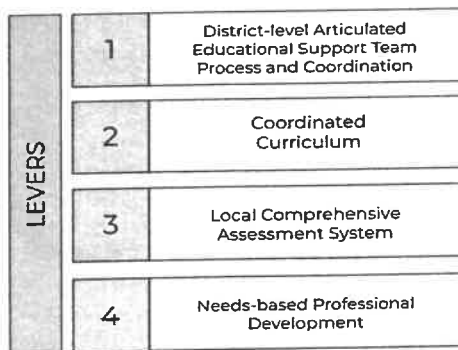 LEVERS
1
District-level Articulated
Educational Support Team
Process and Coordination
2
Coordinated
Curriculum
3
Local Comprehensive
Assessment System
4
Needs-based Professional
Development